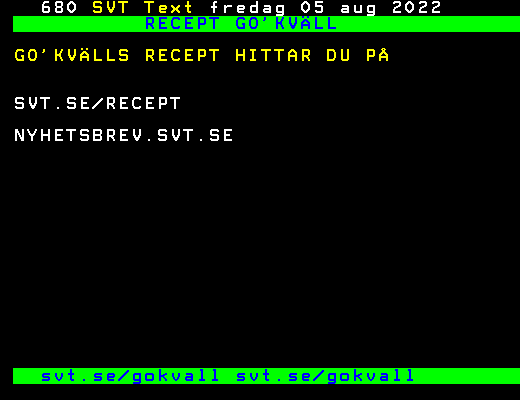 680 SVT Text fredag 05 aug 2022
RECEPT GO'KVÄLL
GO'KVÄLLS RECEPT HITTAR DU PÅ
SVT.SE/RECEPT
NYHETSBREV.SVT.SE
svt.se/gokvall svt.se/gokvall